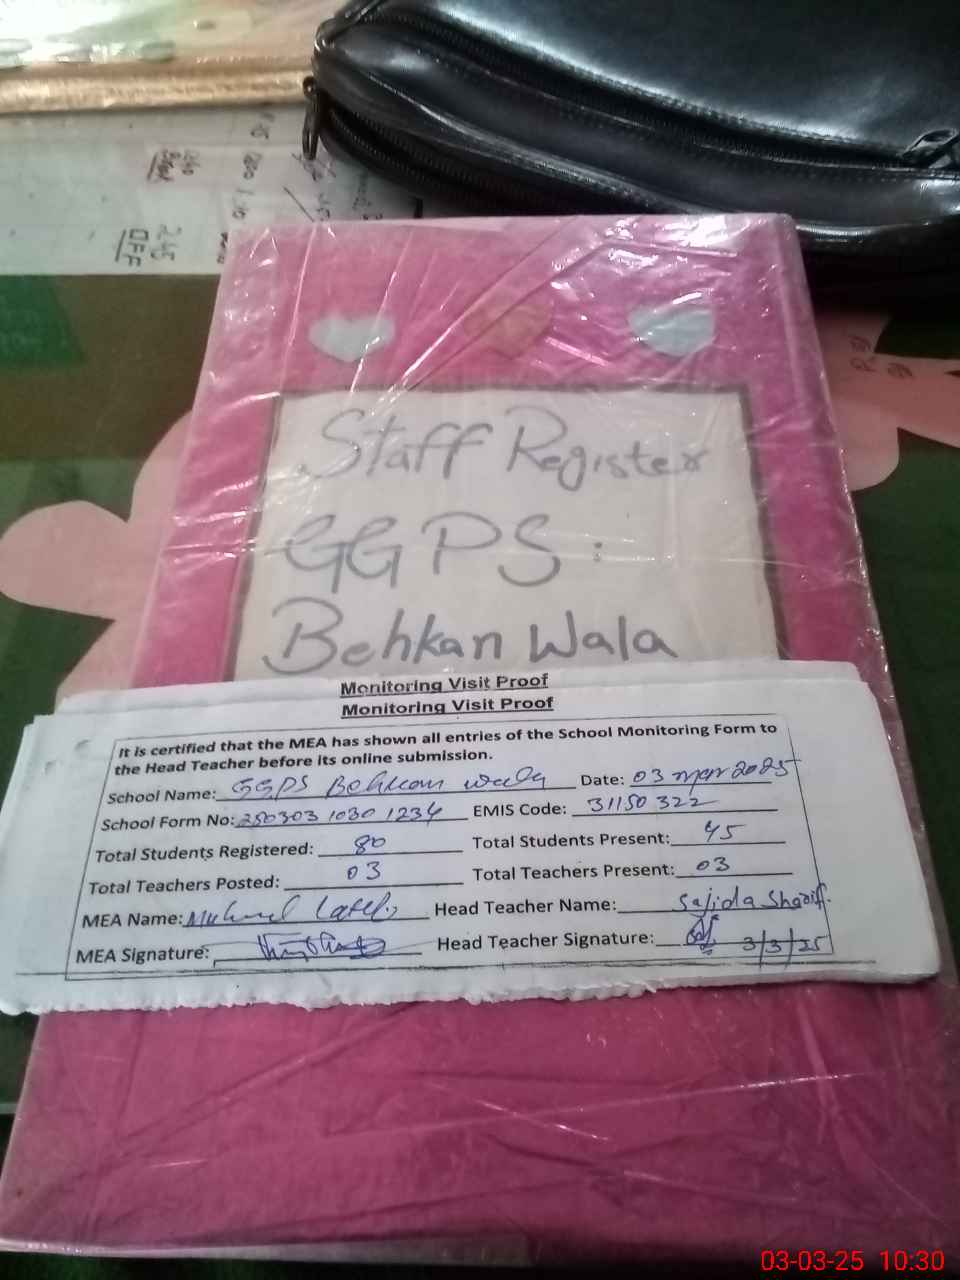 240
OFF
Staff Register
GGPS:
Behkan Wala
Monitoring Visit Proof
Monitoring Visit Proof
It is certified that the MEA has shown all entries of the School Monitoring Form to
the Head Teacher before its online submission.
School Name: GGPS Behkan wala Date: 03 mar 2025
School Form No: 250303 1030 1234 EMIS Code: 31150322
Total Students Registered: 80 Total Students Present: 45
Total Teachers Posted: 03 Total Teachers Present: 03
MEA Name: Head Teacher Name: Sajida Sharif.
MEA Signature: Head Teacher Signature: 3/3/25
03-03-25 10:30